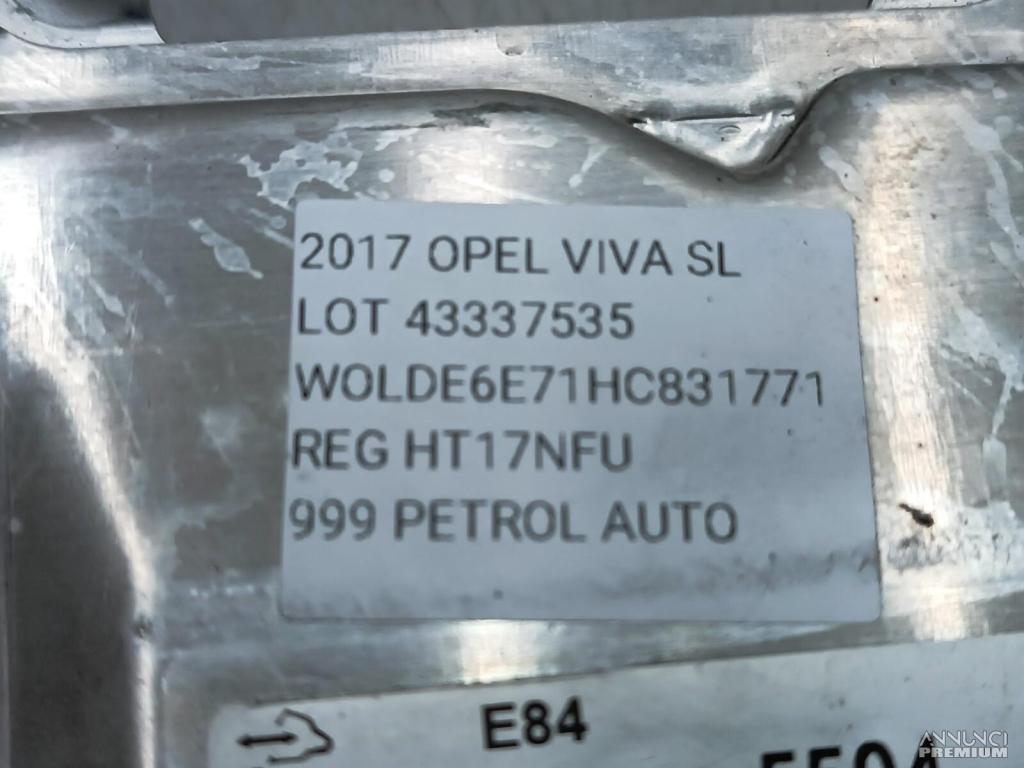 2017 OPEL VIVA SL
LOT 43337535
WOLDE6E71HC831771
REG HT17NFU
999 PETROL AUTO
E84
ANNUNCI
PREMIUM